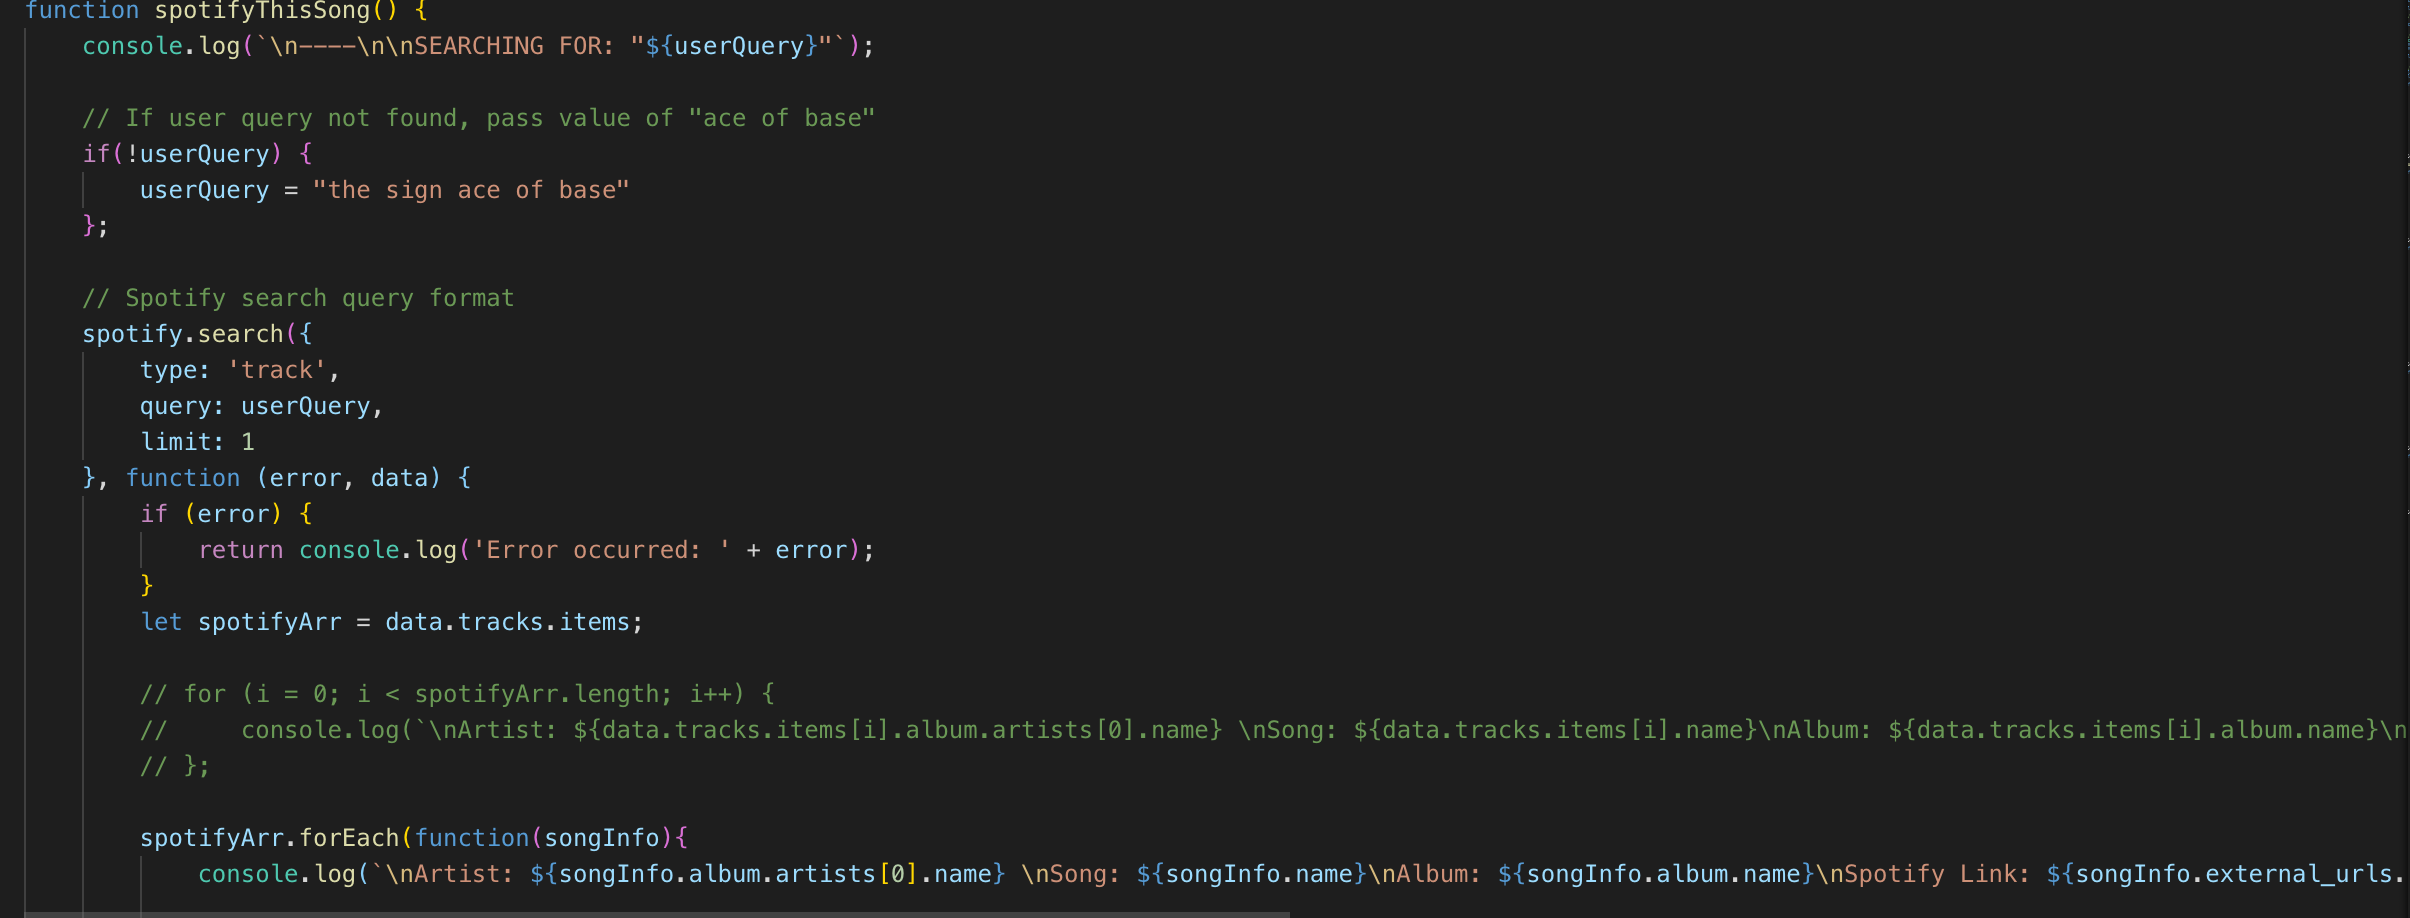 function spotifyThisSong() {
    console.log(`\n----\n\nSEARCHING FOR: "${userQuery}"`);

    // If user query not found, pass value of "ace of base"
    if(!userQuery) {
        userQuery = "the sign ace of base"
    };

    // Spotify search query format
    spotify.search({
        type: 'track',
        query: userQuery,
        limit: 1
    }, function (error, data) {
        if (error) {
            return console.log('Error occurred: ' + error);
        }
        let spotifyArr = data.tracks.items;

        // for (i = 0; i < spotifyArr.length; i++) {
        //     console.log(`\nArtist: ${data.tracks.items[i].album.artists[0].name} \nSong: ${data.tracks.items[i].name}\nAlbum: ${data.tracks.items[i].album.name}\n
        // };

        spotifyArr.forEach(function(songInfo){
            console.log(`\nArtist: ${songInfo.album.artists[0].name} \nSong: ${songInfo.name}\nAlbum: ${songInfo.album.name}\nSpotify Link: ${songInfo.external_urls.